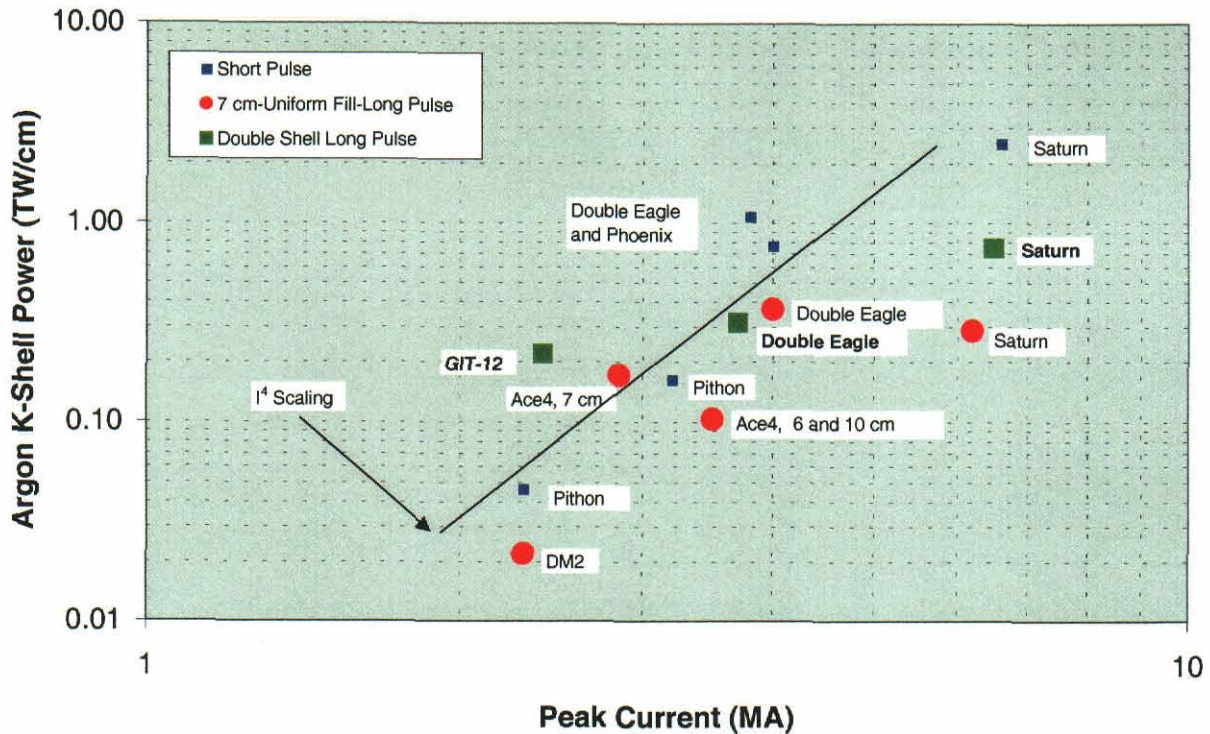 10.00
Short Pulse
7 cm-Uniform Fill-Long Pulse
Double Shell Long Pulse
Saturn
Double Eagle
and Phoenix
1.00
Saturn
Double Eagle
Double Eagle
Saturn
GIT-12
I⁴ Scaling
Ace4, 7 cm
Pithon
Ace4, 6 and 10 cm
0.10
Pithon
DM2
0.01
1
10
Argon K-Shell Power (TW/cm)
Peak Current (MA)